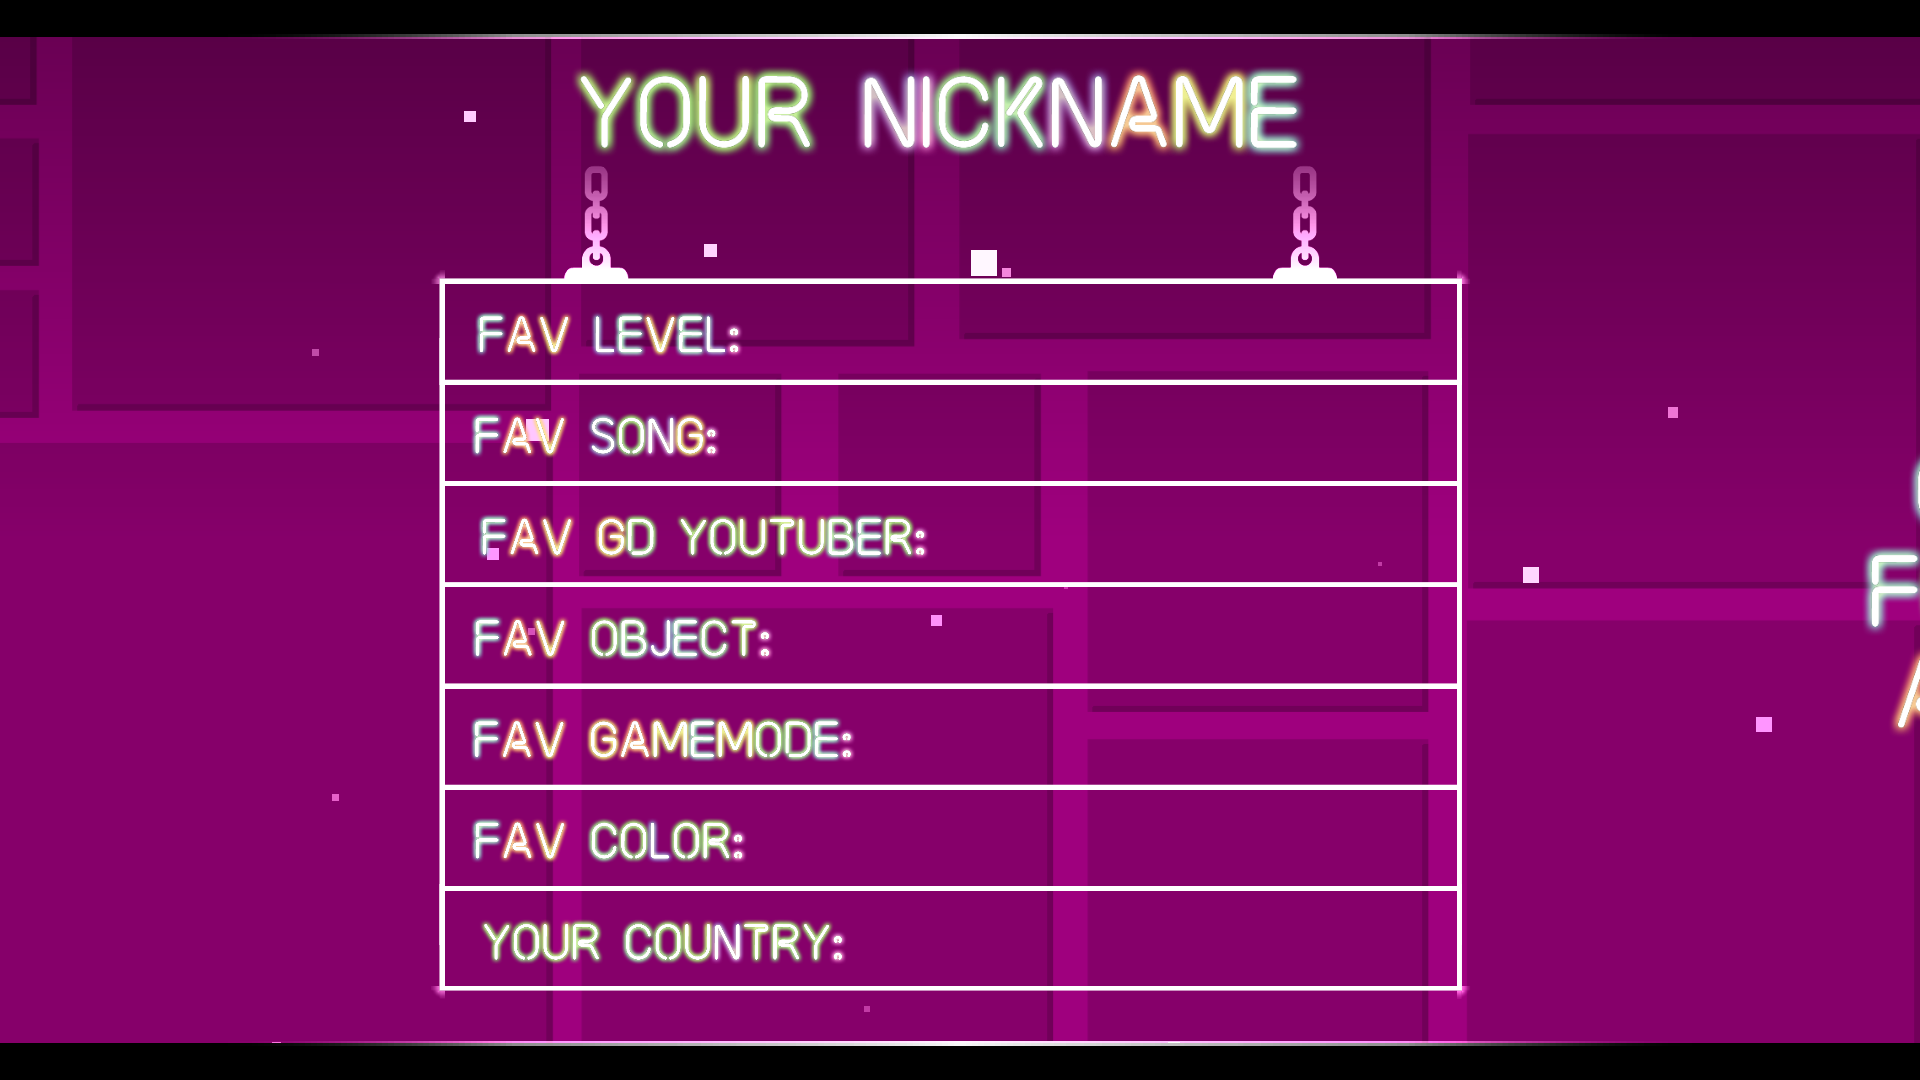 YOUR NICKNAME
FAV LEVEL:
FAV SONG:
FAV GD YOUTUBER:
FAV OBJECT:
FAV GAMEMODE:
FAV COLOR:
YOUR COUNTRY:
F